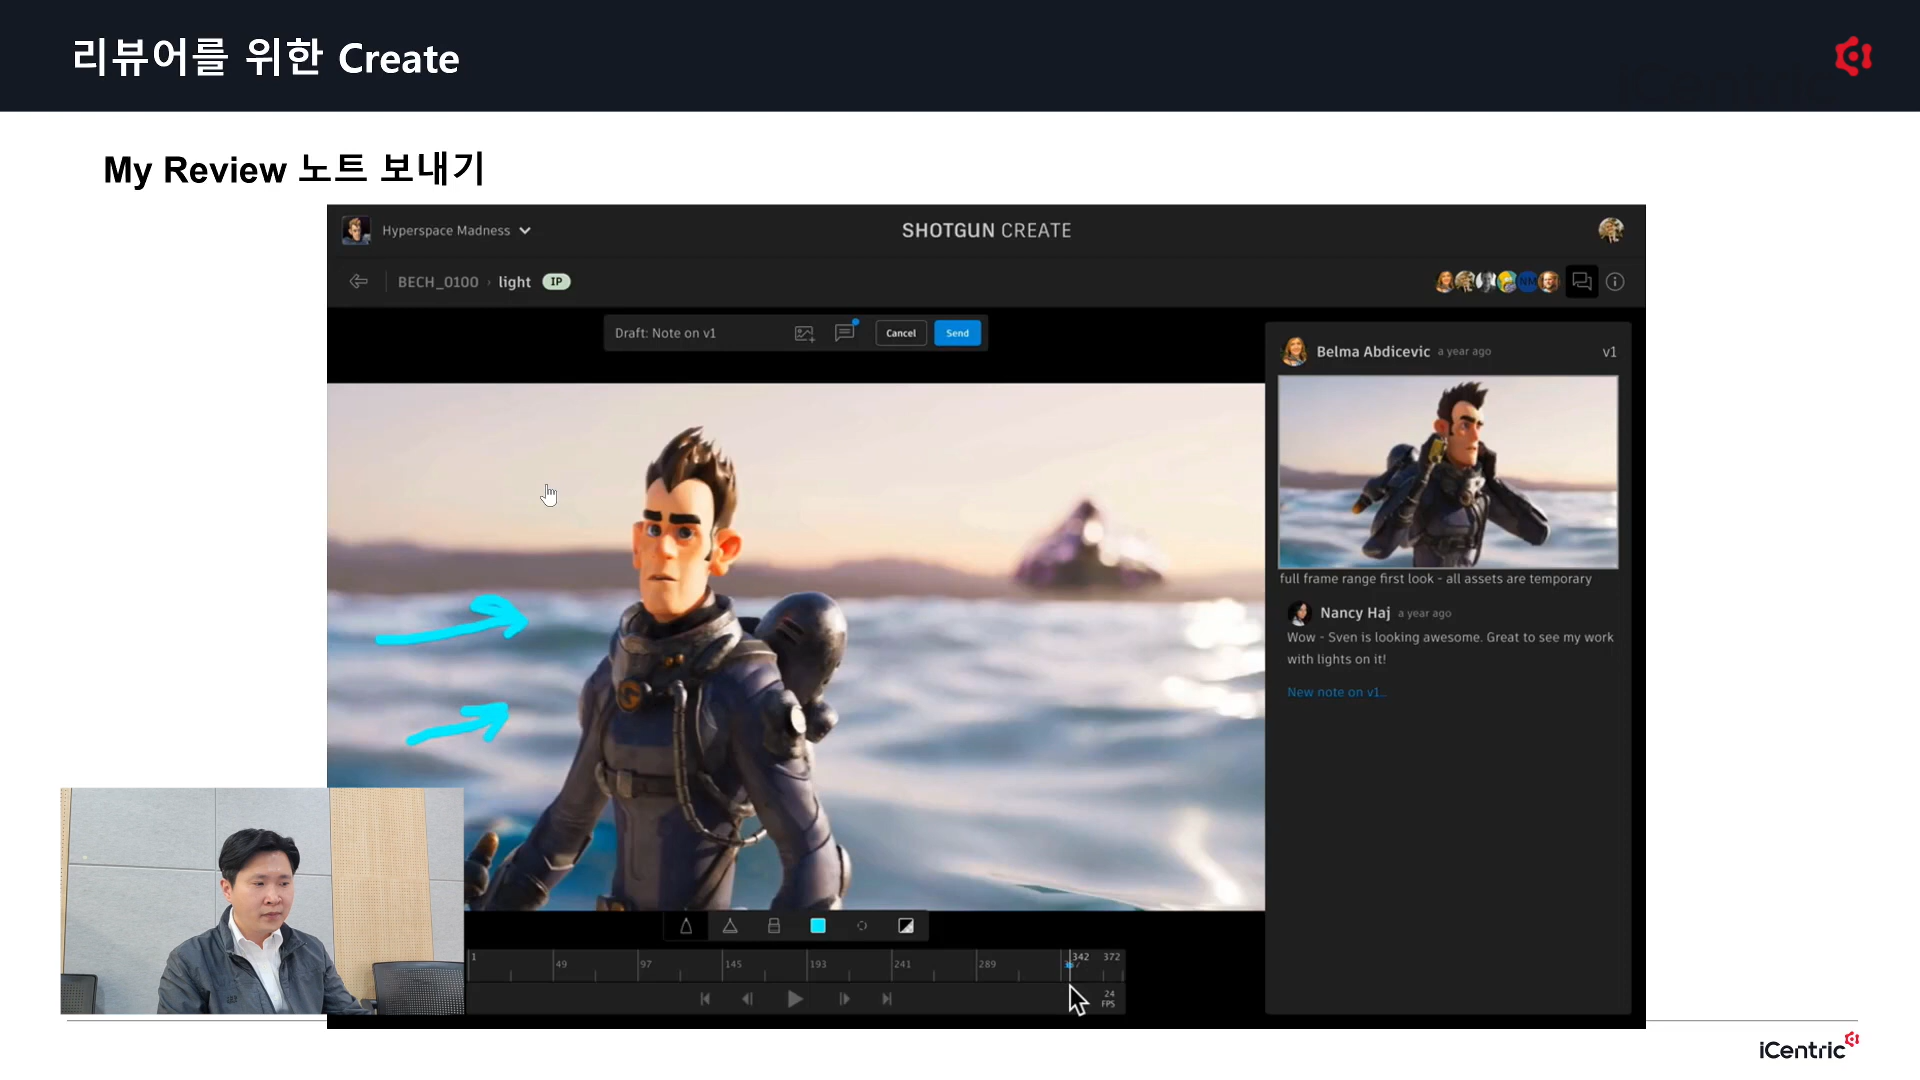 리뷰어를 위한 Create
My Review 노트 보내기
Hyperspace Madness
SHOTGUN CREATE
BECH_0100 › light IP
Draft: Note on v1
Cancel
Send
Belma Abdicevic a year ago v1
full frame range first look - all assets are temporary
Nancy Haj a year ago
Wow - Sven is looking awesome. Great to see my work
with lights on it!
New note on v1...
1 49 97 145 193 241 289 342 372
24
FPS
iCentric